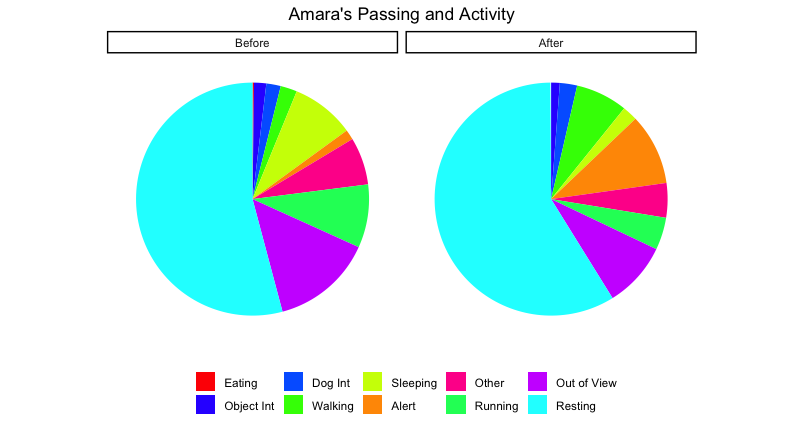 Amara's Passing and Activity
Before After
Eating Dog Int Sleeping Other Out of View
Object Int Walking Alert Running Resting